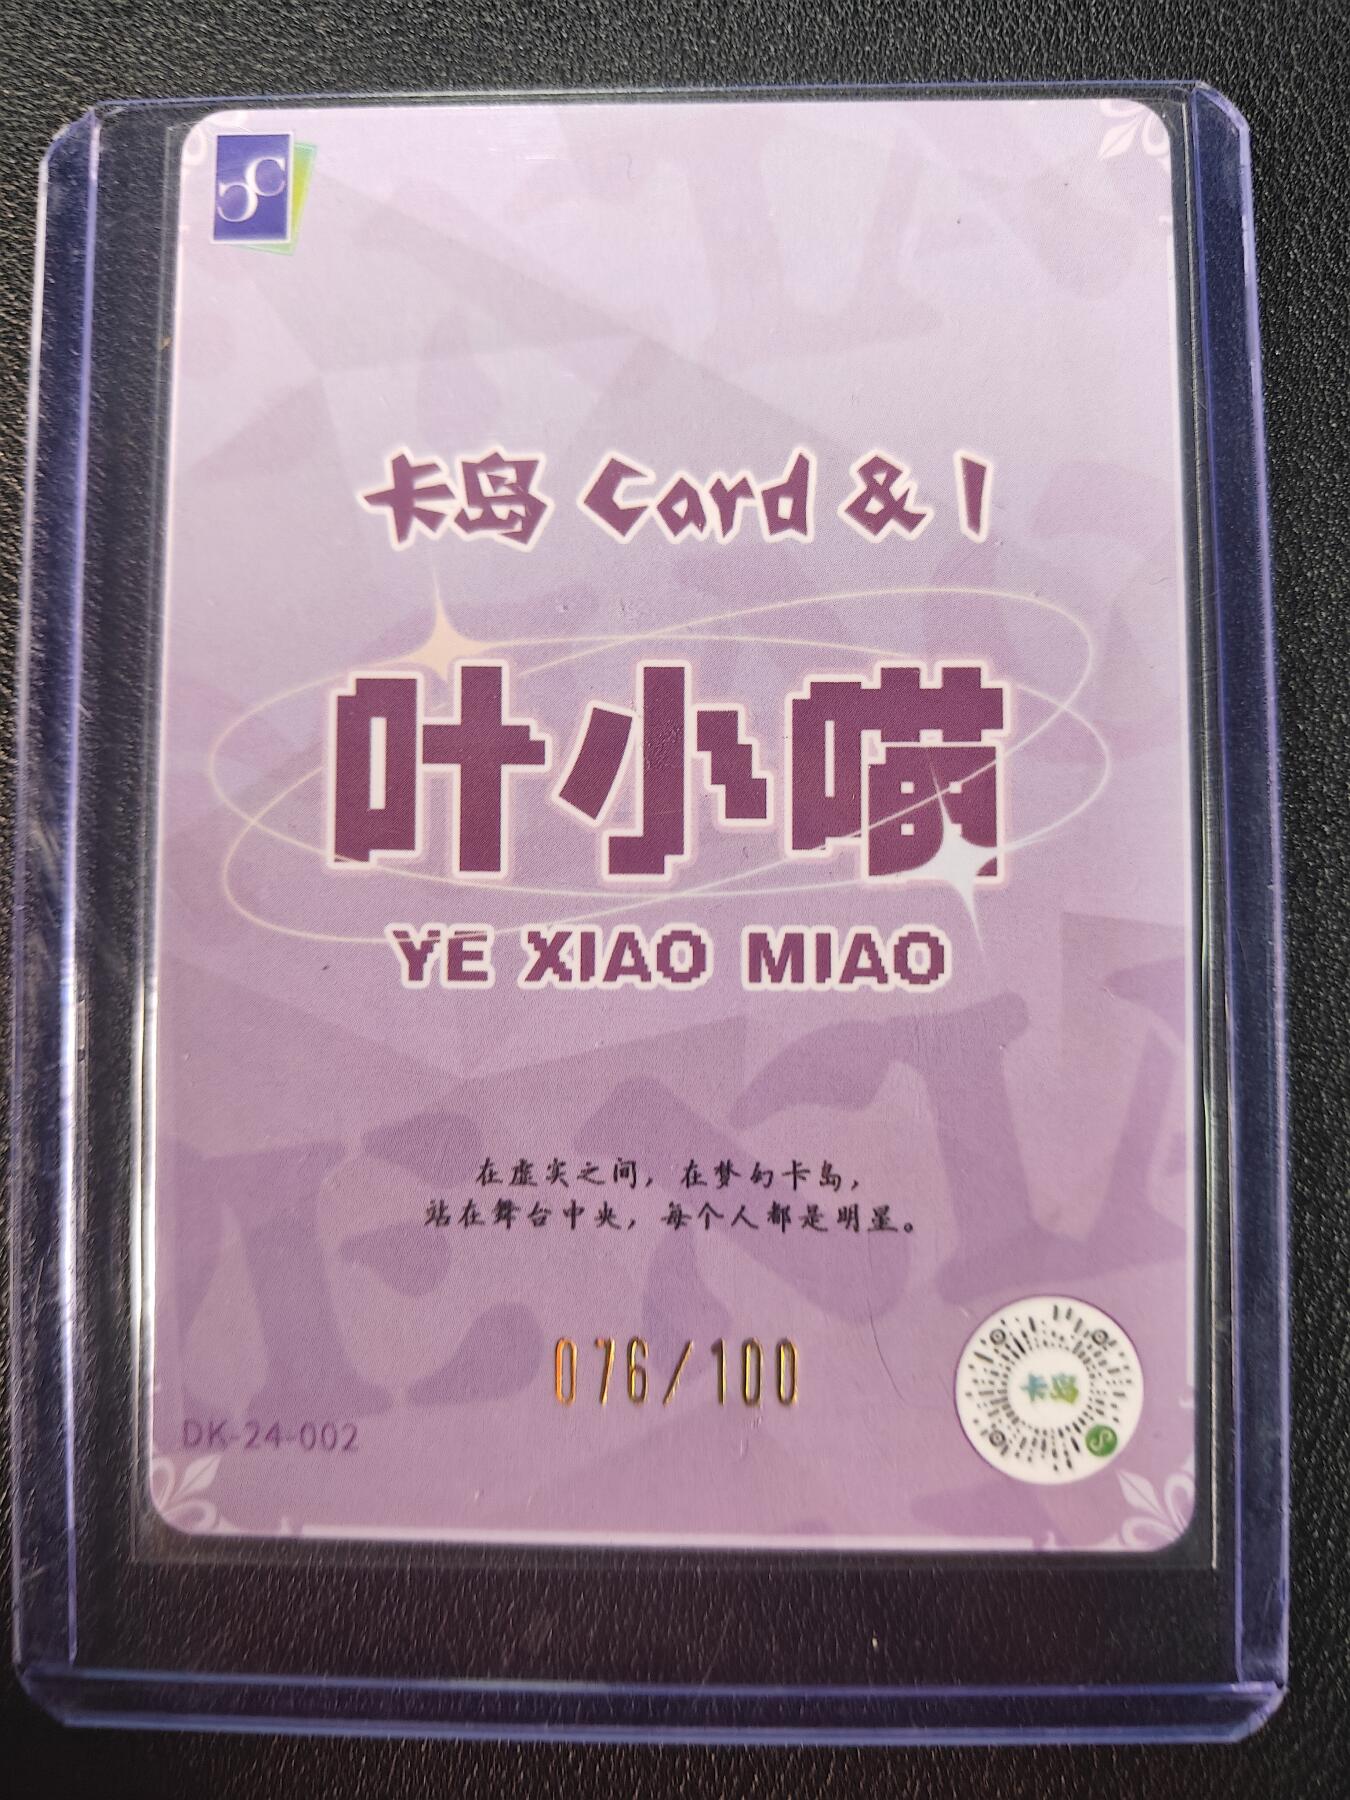 卡岛 Card & I
叶小喵
YE XIAO MIAO
在虚实之间，在梦幻卡岛，
站在舞台中央，每个人都是明星。
076/100
卡岛
DK-24-002